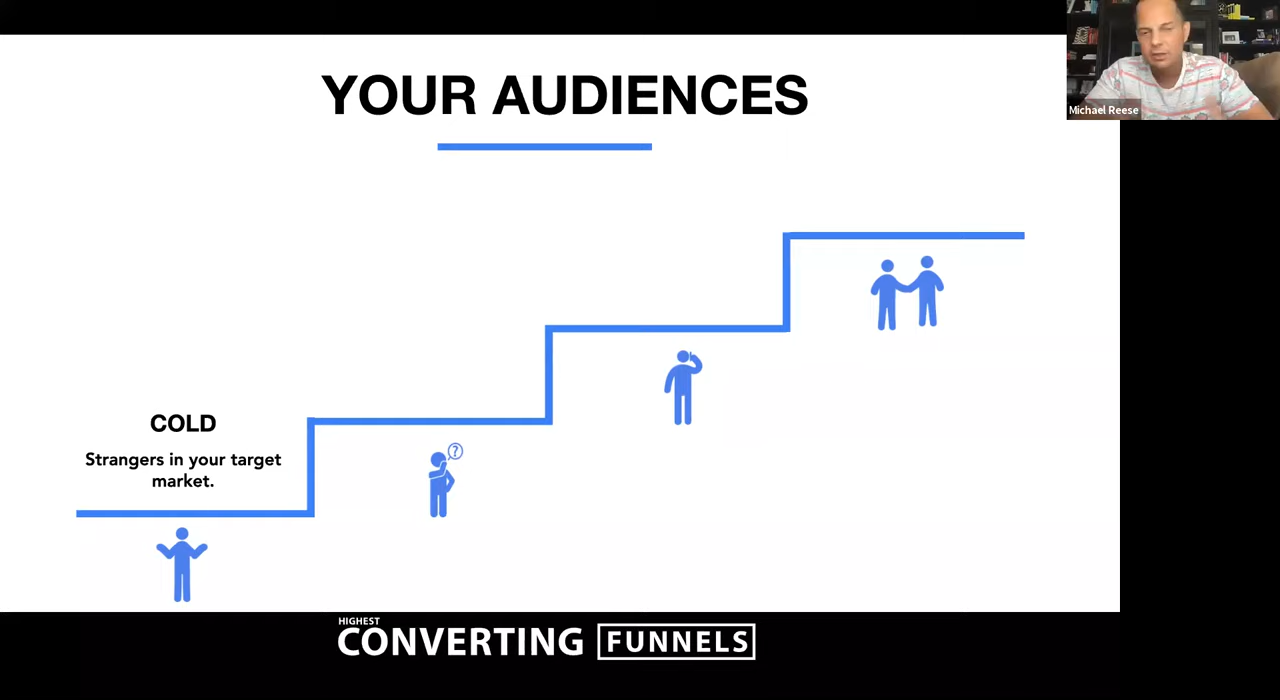 YOUR AUDIENCES
Michael Reese
COLD
Strangers in your target
market.
?
HIGHEST
CONVERTING FUNNELS